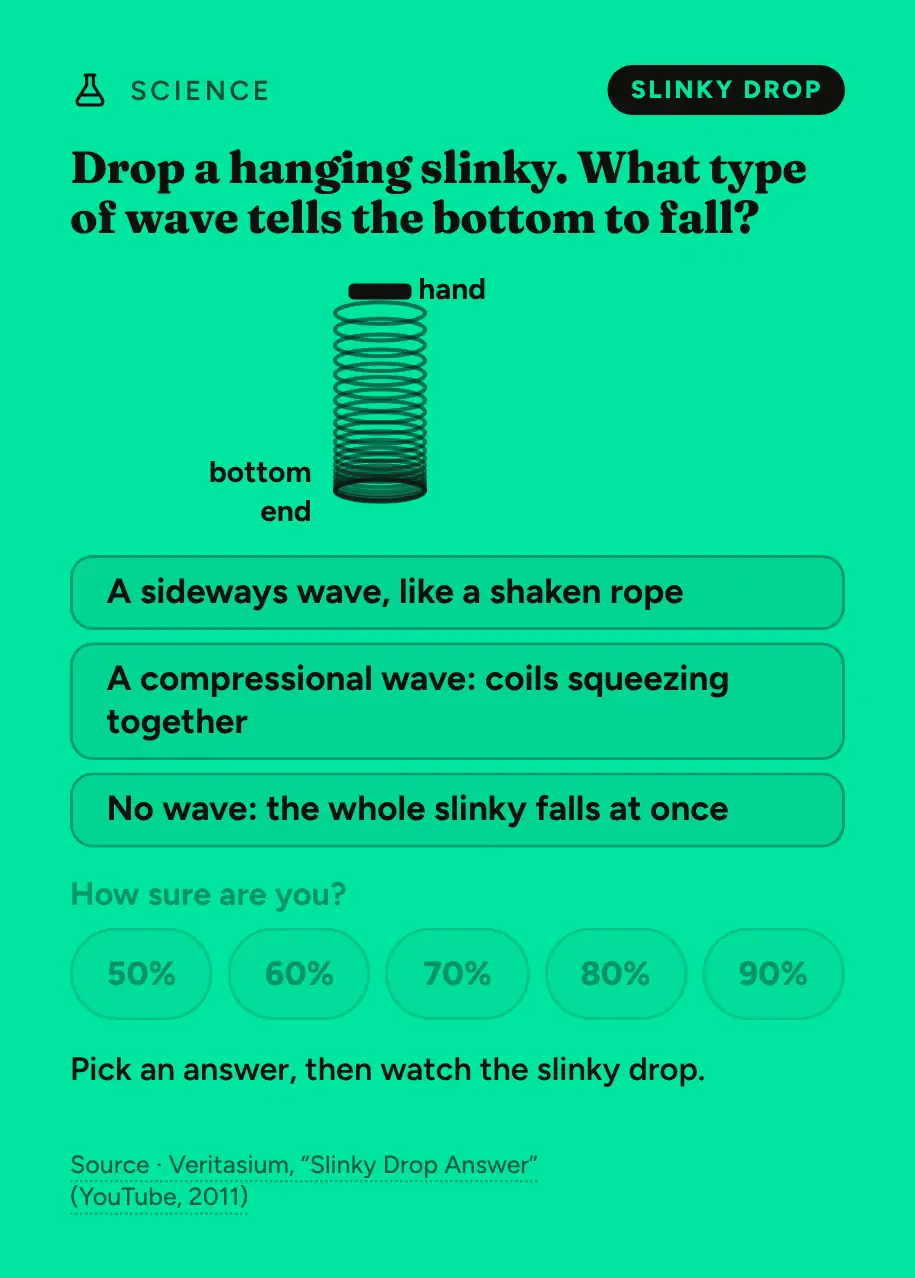 SCIENCE
SLINKY DROP
Drop a hanging slinky. What type
of wave tells the bottom to fall?
hand
bottom
end
A sideways wave, like a shaken rope
A compressional wave: coils squeezing
together
No wave: the whole slinky falls at once
How sure are you?
50%
60%
70%
80%
90%
Pick an answer, then watch the slinky drop.
Source · Veritasium, “Slinky Drop Answer”
(YouTube, 2011)